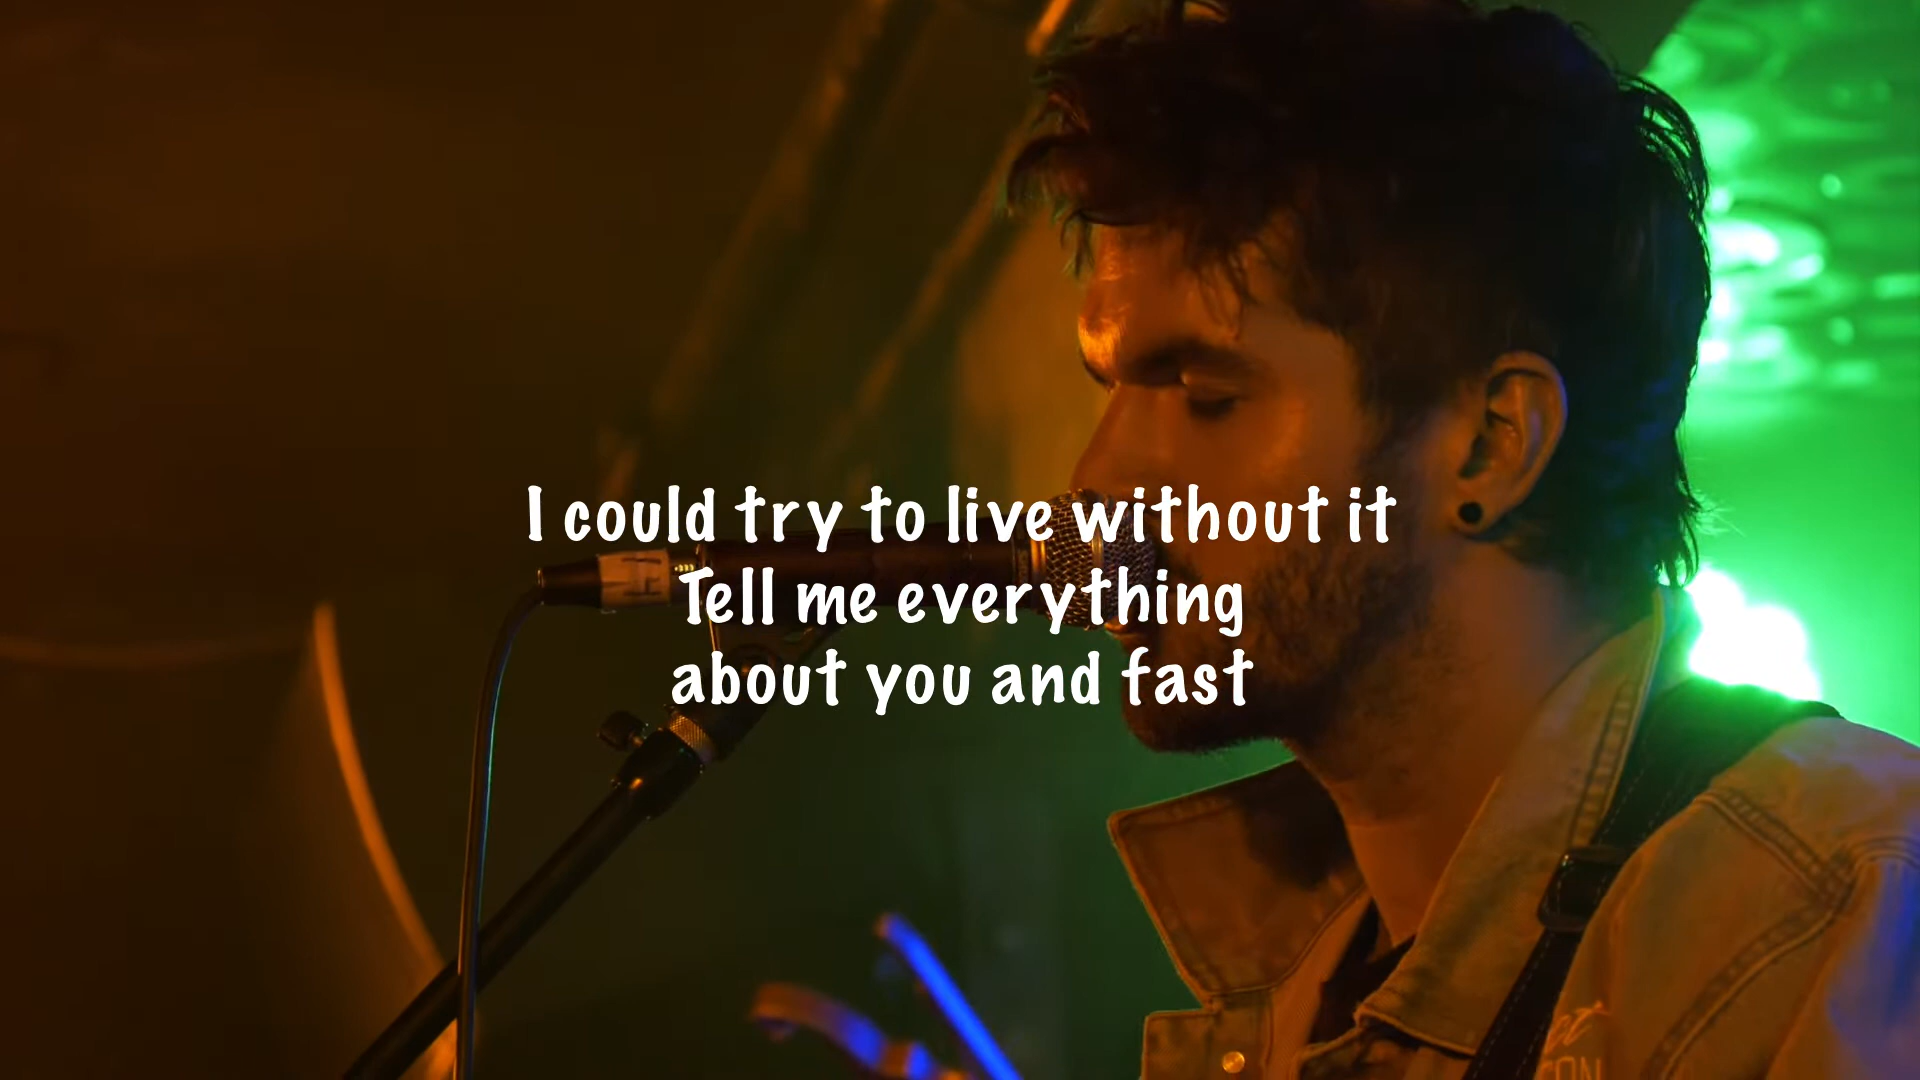 I could try to live without it
Tell me everything
about you and fast